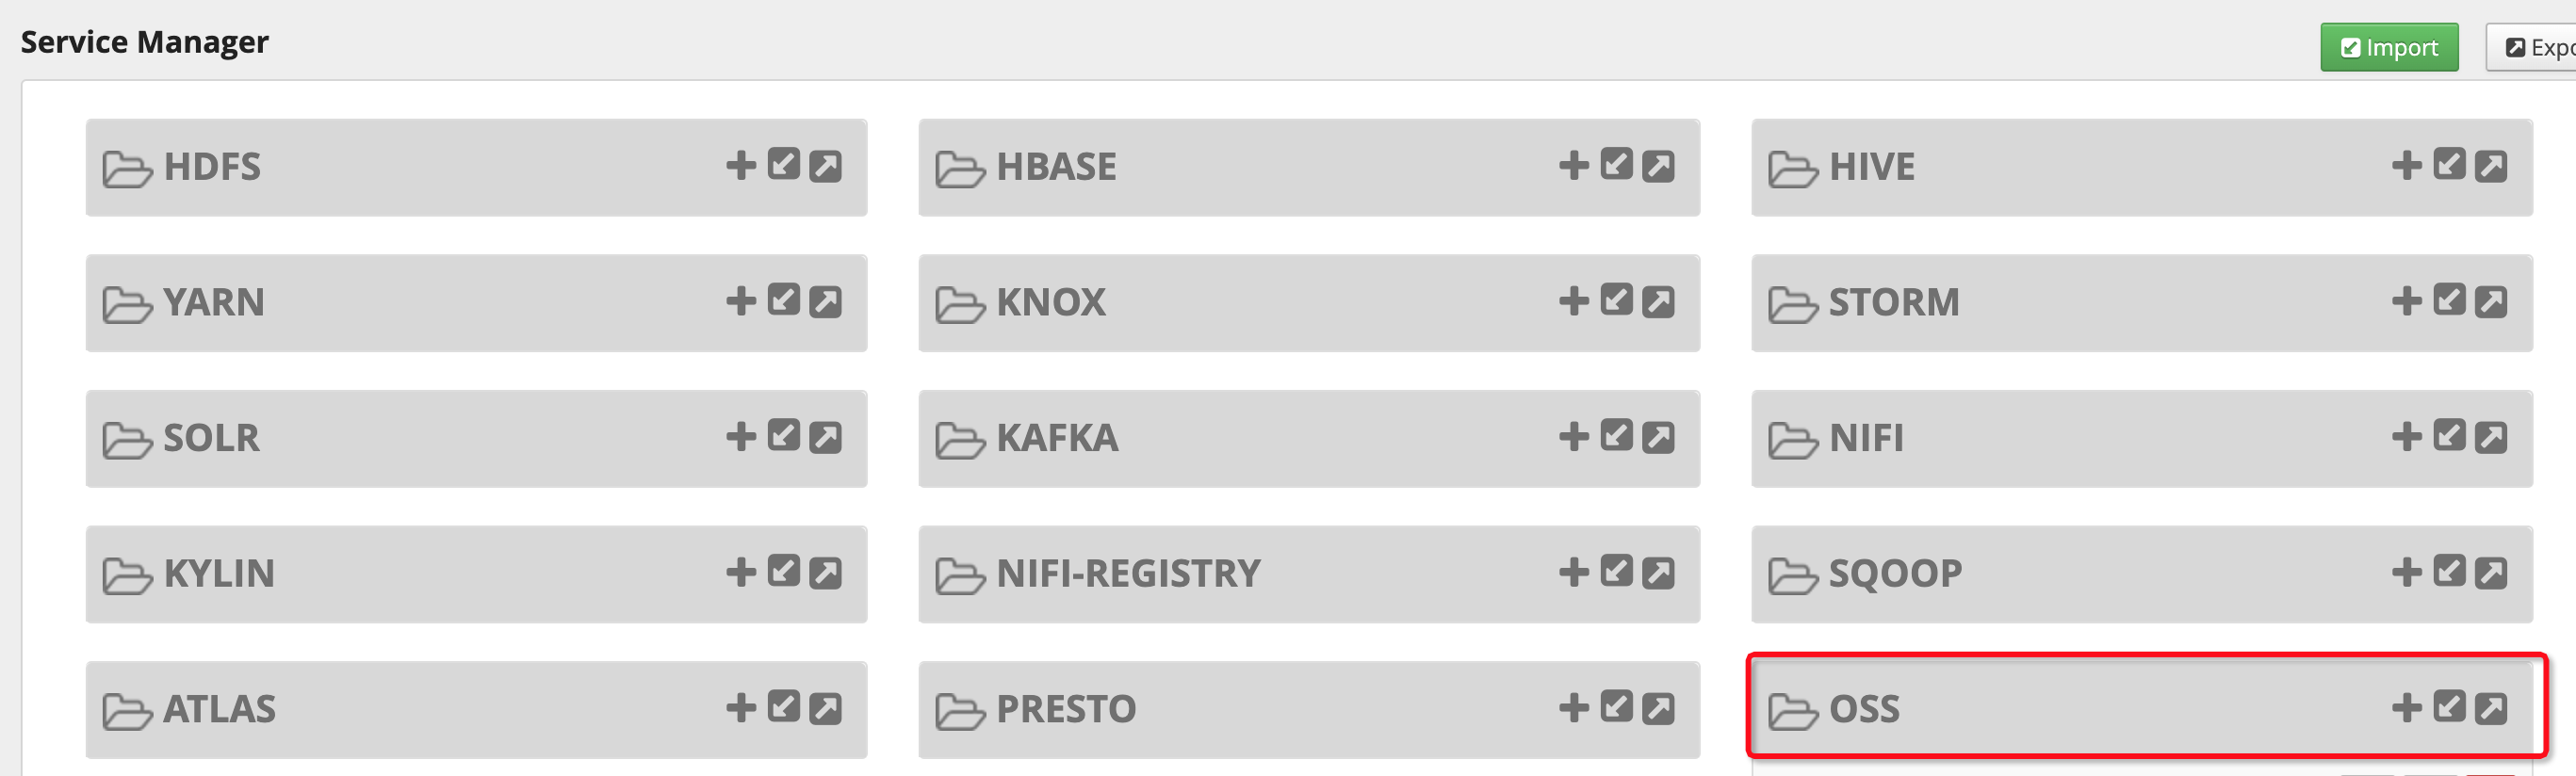 Service Manager
Import
Expo
HDFS
HBASE
HIVE
YARN
KNOX
STORM
SOLR
KAFKA
NIFI
KYLIN
NIFI-REGISTRY
SQOOP
ATLAS
PRESTO
OSS